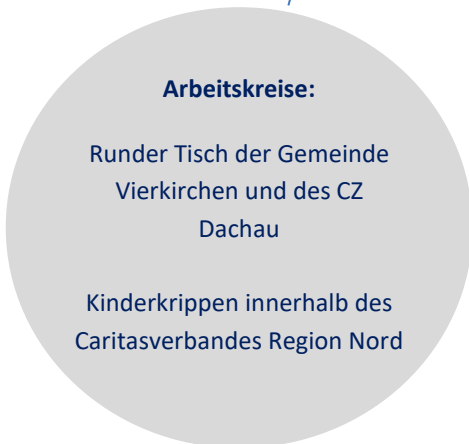 Arbeitskreise:
Runder Tisch der Gemeinde
Vierkirchen und des CZ
Dachau
Kinderkrippen innerhalb des
Caritasverbandes Region Nord